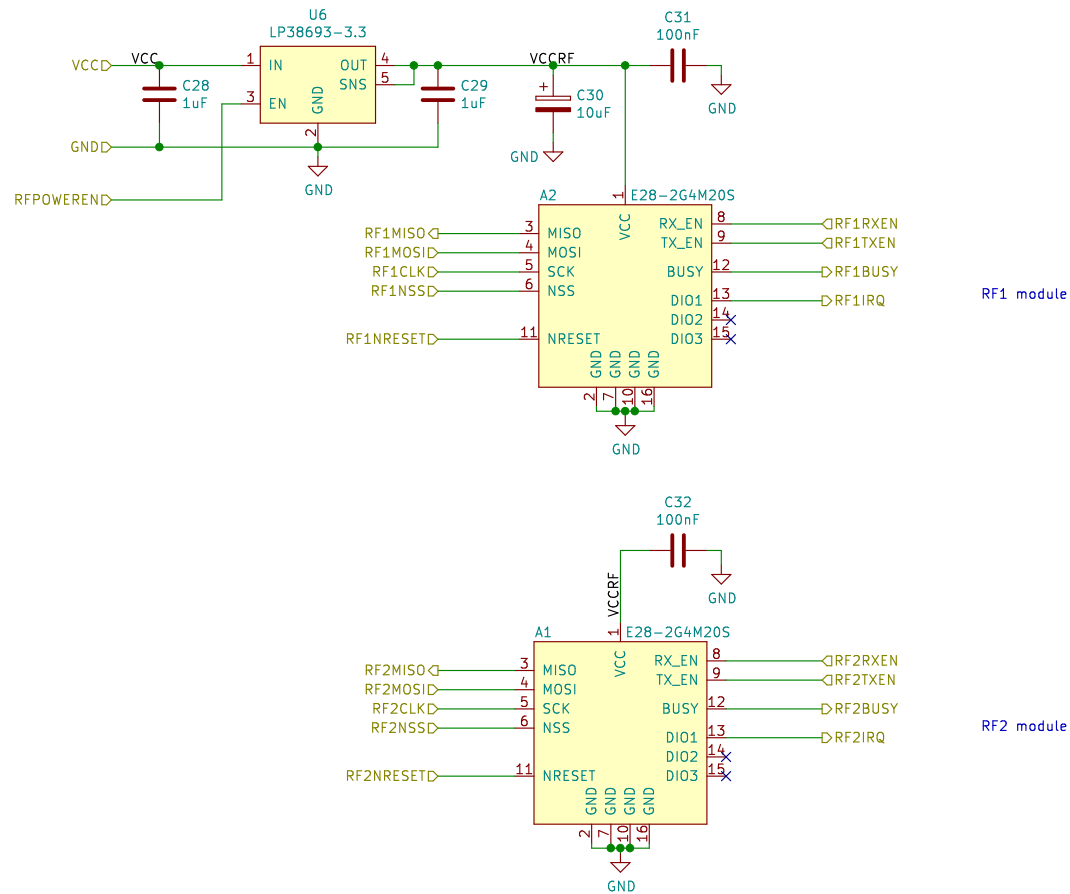 U6
LP38693-3.3
C31
100nF
VCC
VCC
1
IN
OUT
4
VCCRF
SNS
5
C28
1uF
C29
1uF
+
C30
10uF
3
EN
GND
2
GND
GND
GND
GND
RFPOWEREN
GND
A2
E28-2G4M20S
1
VCC
RF1MISO
3
MISO
RX_EN
8
RF1RXEN
RF1MOSI
4
MOSI
TX_EN
9
RF1TXEN
RF1CLK
5
SCK
BUSY
12
RF1BUSY
RF1NSS
6
NSS
DIO1
13
RF1IRQ
RF1 module
DIO2
14
RF1NRESET
11
NRESET
DIO3
15
GND
GND
GND
GND
2
7
10
16
GND
C32
100nF
VCCRF
GND
A1
E28-2G4M20S
1
VCC
RF2MISO
3
MISO
RX_EN
8
RF2RXEN
RF2MOSI
4
MOSI
TX_EN
9
RF2TXEN
RF2CLK
5
SCK
BUSY
12
RF2BUSY
RF2NSS
6
NSS
DIO1
13
RF2IRQ
RF2 module
DIO2
14
RF2NRESET
11
NRESET
DIO3
15
GND
GND
GND
GND
2
7
10
16
GND